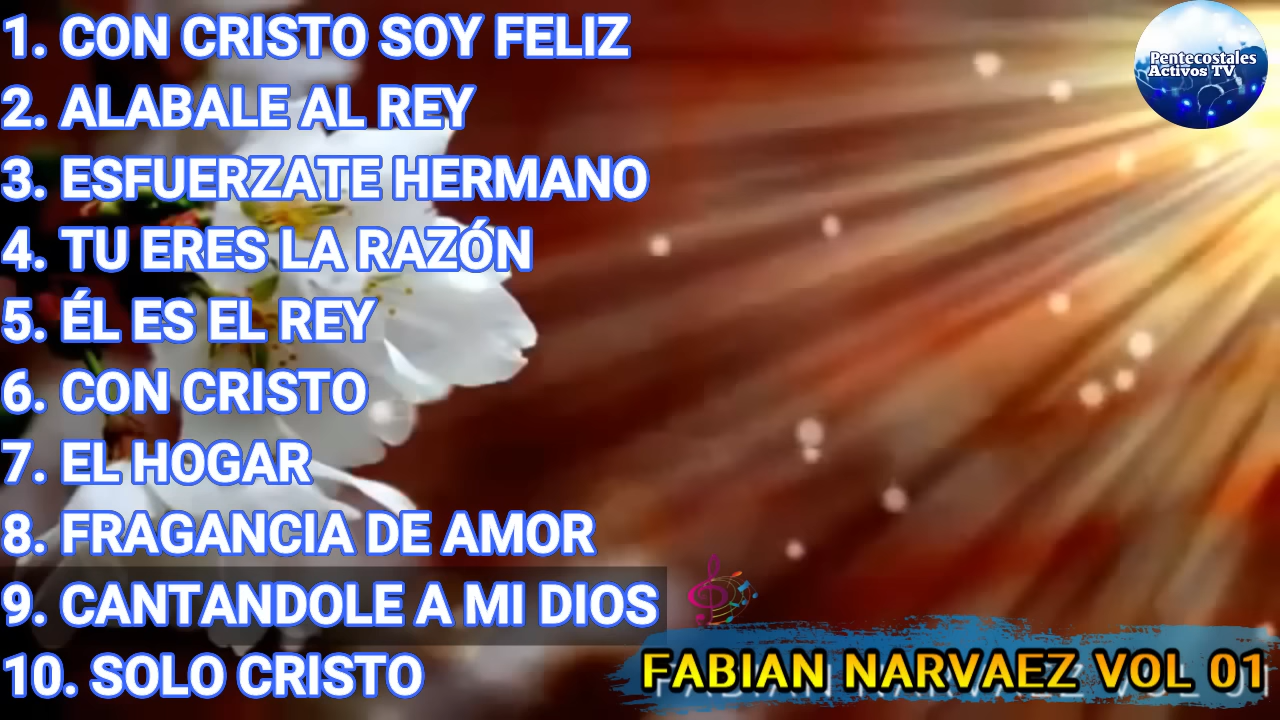 1. CON CRISTO SOY FELIZ
2. ALABALE AL REY
3. ESFUERZATE HERMANO
4. TU ERES LA RAZÓN
5. ÉL ES EL REY
6. CON CRISTO
7. EL HOGAR
8. FRAGANCIA DE AMOR
9. CANTANDOLE A MI DIOS
10. SOLO CRISTO
Pentecostales
Activos TV
FABIAN NARVAEZ VOL 01